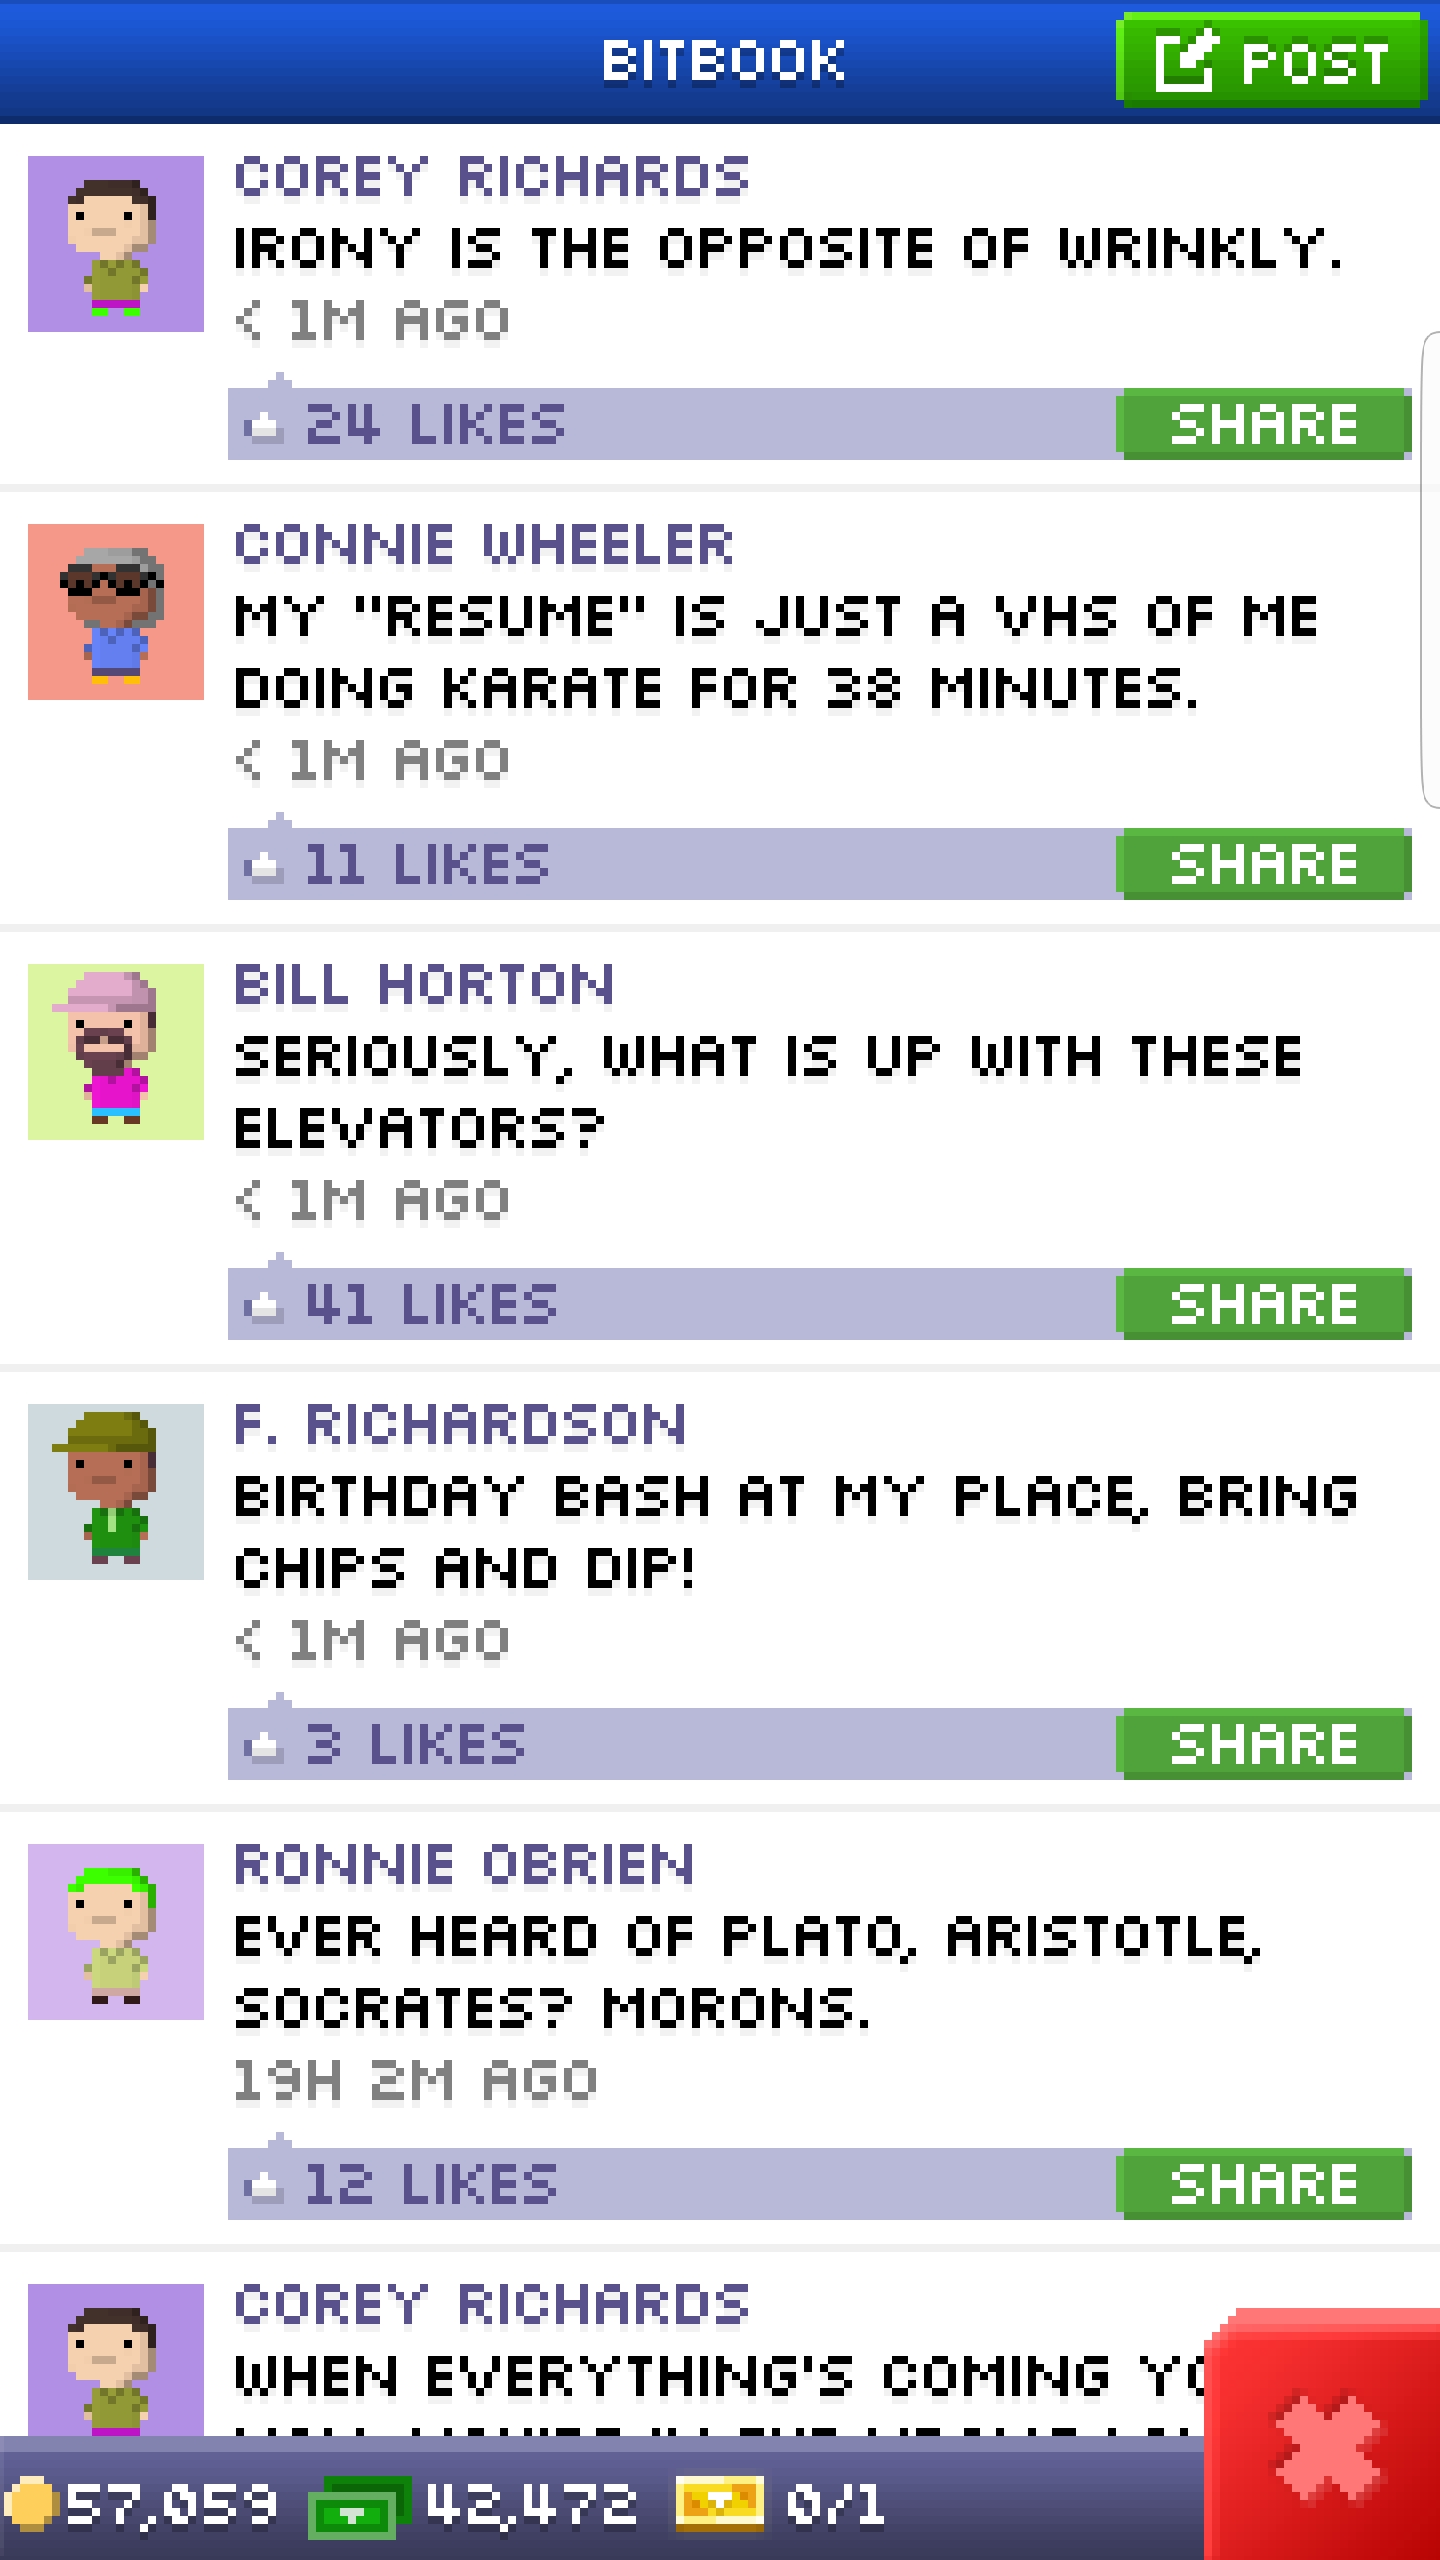 BITBOOK
POST
COREY RICHARDS
IRONY IS THE OPPOSITE OF WRINKLY.
< 1M AGO
24 LIKES
SHARE
CONNIE WHEELER
MY "RESUME" IS JUST A VHS OF ME
DOING KARATE FOR 38 MINUTES.
< 1M AGO
11 LIKES
SHARE
BILL HORTON
SERIOUSLY, WHAT IS UP WITH THESE
ELEVATORS?
< 1M AGO
41 LIKES
SHARE
F. RICHARDSON
BIRTHDAY BASH AT MY PLACE, BRING
CHIPS AND DIP!
< 1M AGO
3 LIKES
SHARE
RONNIE OBRIEN
EVER HEARD OF PLATO, ARISTOTLE,
SOCRATES? MORONS.
19H 2M AGO
12 LIKES
SHARE
COREY RICHARDS
WHEN EVERYTHING'S COMING
57,059 42,472 0/1